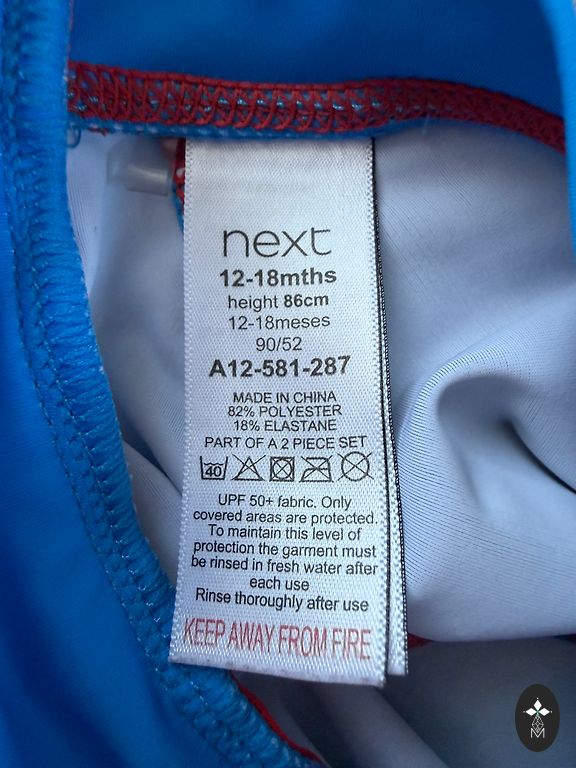 next
12-18mths
height 86cm
12-18meses
90/52
A12-581-287
MADE IN CHINA
82% POLYESTER
18% ELASTANE
PART OF A 2 PIECE SET
40
UPF 50+ fabric. Only
covered areas are protected.
To maintain this level of
protection the garment must
be rinsed in fresh water after
each use
Rinse thoroughly after use
KEEP AWAY FROM FIRE
M